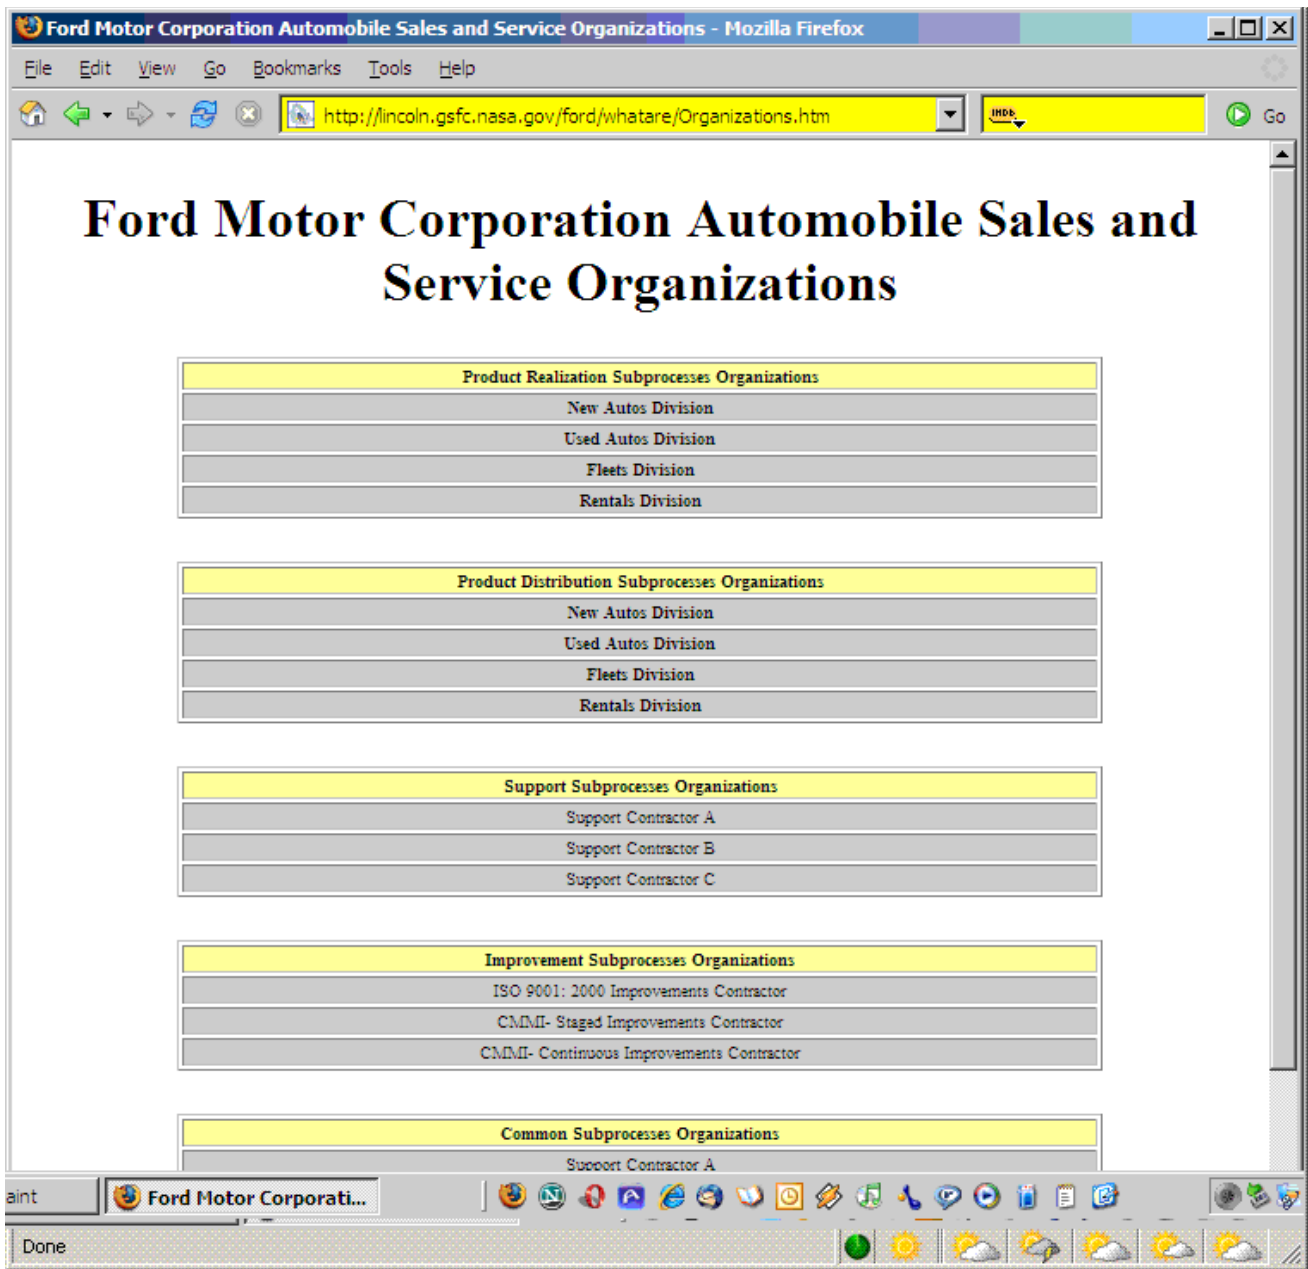 Ford Motor Corporation Automobile Sales and Service Organizations - Mozilla Firefox
File Edit View Go Bookmarks Tools Help
http://lincoln.gsfc.nasa.gov/ford/whatare/Organizations.htm IMDb Go
Ford Motor Corporation Automobile Sales and
Service Organizations
Product Realization Subprocesses Organizations
New Autos Division
Used Autos Division
Fleets Division
Rentals Division
Product Distribution Subprocesses Organizations
New Autos Division
Used Autos Division
Fleets Division
Rentals Division
Support Subprocesses Organizations
Support Contractor A
Support Contractor B
Support Contractor C
Improvement Subprocesses Organizations
ISO 9001: 2000 Improvements Contractor
CMMI- Staged Improvements Contractor
CMMI- Continuous Improvements Contractor
Common Subprocesses Organizations
Support Contractor A
aint Ford Motor Corporati...
Done